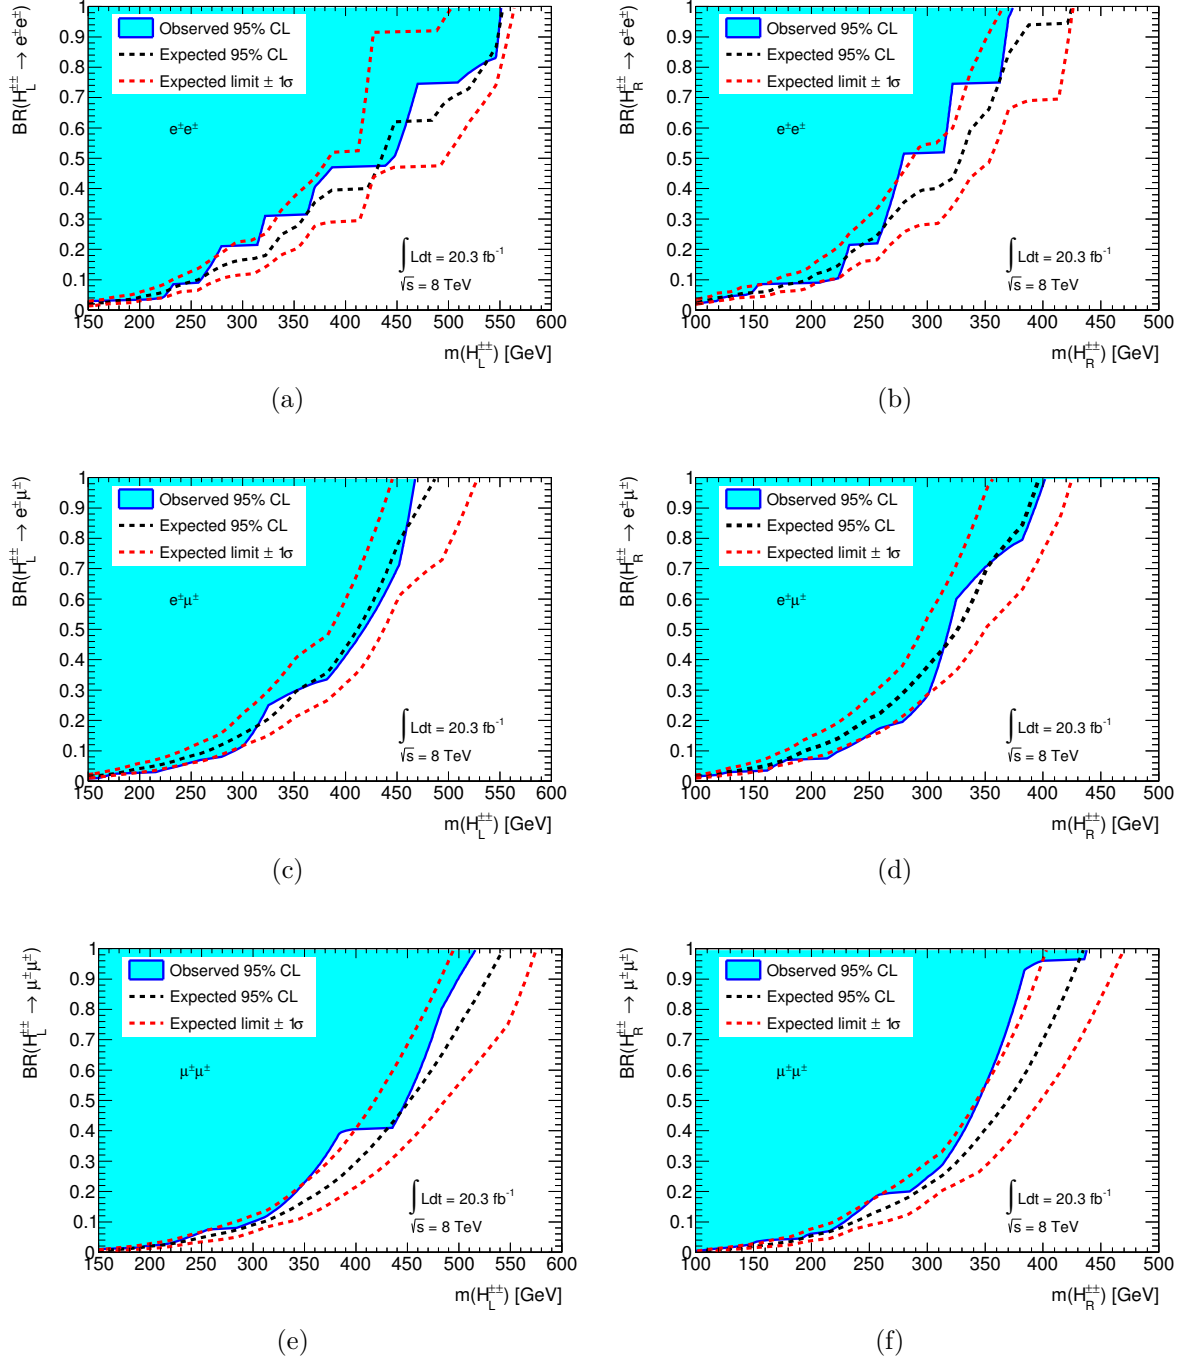 BR(H_L^±± → e^± e^±)
1
0.9
0.8
0.7
0.6
0.5
0.4
0.3
0.2
0.1
0
Observed 95% CL
Expected 95% CL
Expected limit ± 1σ
e^±e^±
∫ Ldt = 20.3 fb^-1
√s = 8 TeV
150 200 250 300 350 400 450 500 550 600
m(H_L^±±) [GeV]
(a)
BR(H_R^±± → e^± e^±)
1
0.9
0.8
0.7
0.6
0.5
0.4
0.3
0.2
0.1
0
Observed 95% CL
Expected 95% CL
Expected limit ± 1σ
e^±e^±
∫ Ldt = 20.3 fb^-1
√s = 8 TeV
100 150 200 250 300 350 400 450 500
m(H_R^±±) [GeV]
(b)
BR(H_L^±± → e^± μ^±)
1
0.9
0.8
0.7
0.6
0.5
0.4
0.3
0.2
0.1
0
Observed 95% CL
Expected 95% CL
Expected limit ± 1σ
e^±μ^±
∫ Ldt = 20.3 fb^-1
√s = 8 TeV
150 200 250 300 350 400 450 500 550 600
m(H_L^±±) [GeV]
(c)
BR(H_R^±± → e^± μ^±)
1
0.9
0.8
0.7
0.6
0.5
0.4
0.3
0.2
0.1
0
Observed 95% CL
Expected 95% CL
Expected limit ± 1σ
e^±μ^±
∫ Ldt = 20.3 fb^-1
√s = 8 TeV
100 150 200 250 300 350 400 450 500
m(H_R^±±) [GeV]
(d)
BR(H_L^±± → μ^± μ^±)
1
0.9
0.8
0.7
0.6
0.5
0.4
0.3
0.2
0.1
0
Observed 95% CL
Expected 95% CL
Expected limit ± 1σ
μ^±μ^±
∫ Ldt = 20.3 fb^-1
√s = 8 TeV
150 200 250 300 350 400 450 500 550 600
m(H_L^±±) [GeV]
(e)
BR(H_R^±± → μ^± μ^±)
1
0.9
0.8
0.7
0.6
0.5
0.4
0.3
0.2
0.1
0
Observed 95% CL
Expected 95% CL
Expected limit ± 1σ
μ^±μ^±
∫ Ldt = 20.3 fb^-1
√s = 8 TeV
100 150 200 250 300 350 400 450 500
m(H_R^±±) [GeV]
(f)